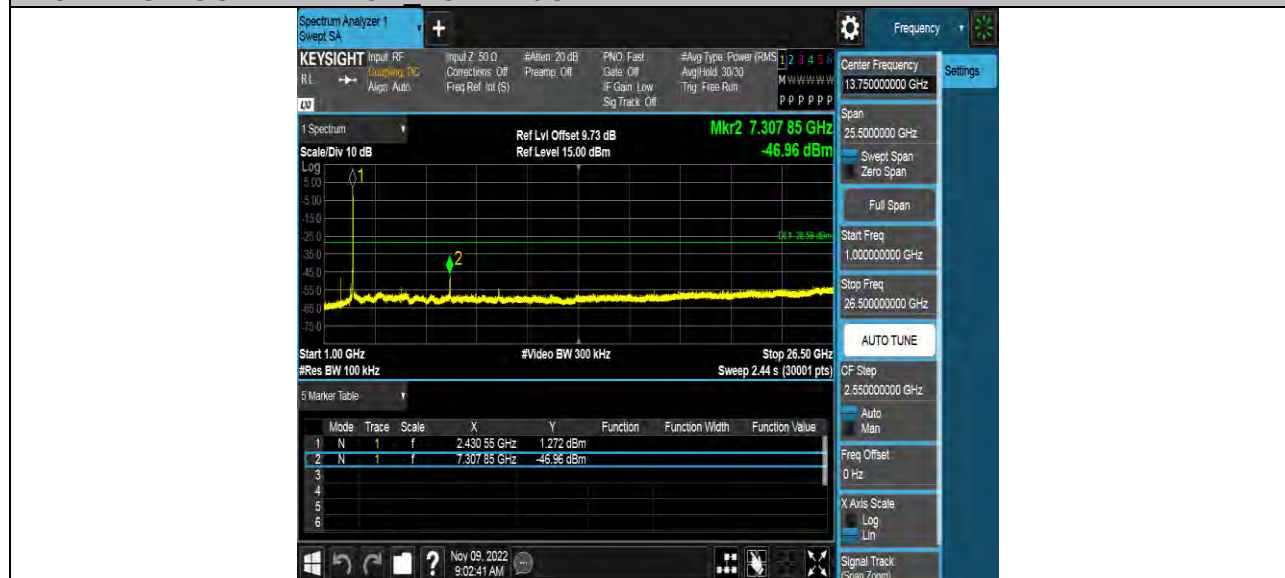 Spectrum Analyzer 1
Swept SA
+
Frequency
KEYSIGHT
RL
LXI
Input: RF
Coupling: DC
Align: Auto
Input Z: 50 Ω
Corrections: Off
Freq Ref: Int (S)
#Atten: 20 dB
Preamp: Off
PNO: Fast
Gate: Off
IF Gain: Low
Sig Track: Off
#Avg Type: Power (RMS
Avg|Hold: 30/30
Trig: Free Run
1 2 3 4 5 6
M W W W W W
P P P P P P
Center Frequency
13.750000000 GHz
Settings
1 Spectrum
Scale/Div 10 dB
Ref Lvl Offset 9.73 dB
Ref Level 15.00 dBm
Mkr2 7.307 85 GHz
-46.96 dBm
Log
5.00
-5.00
-15.0
-25.0
-35.0
-45.0
-55.0
-65.0
-75.0
1
2
Start 1.00 GHz
#Res BW 100 kHz
#Video BW 300 kHz
Stop 26.50 GHz
Sweep 2.44 s (30001 pts)
Span
25.5000000 GHz
Swept Span
Zero Span
Full Span
Start Freq
1.000000000 GHz
Stop Freq
26.500000000 GHz
AUTO TUNE
CF Step
2.550000000 GHz
Auto
Man
Freq Offset
0 Hz
X Axis Scale
Log
Lin
Signal Track
(Span Zoom)
5 Marker Table
Mode Trace Scale X Y Function Function Width Function Value
1 N 1 f 2.430 55 GHz 1.272 dBm
2 N 1 f 7.307 85 GHz -46.96 dBm
3
4
5
6
?
Nov 09, 2022
9:02:41 AM